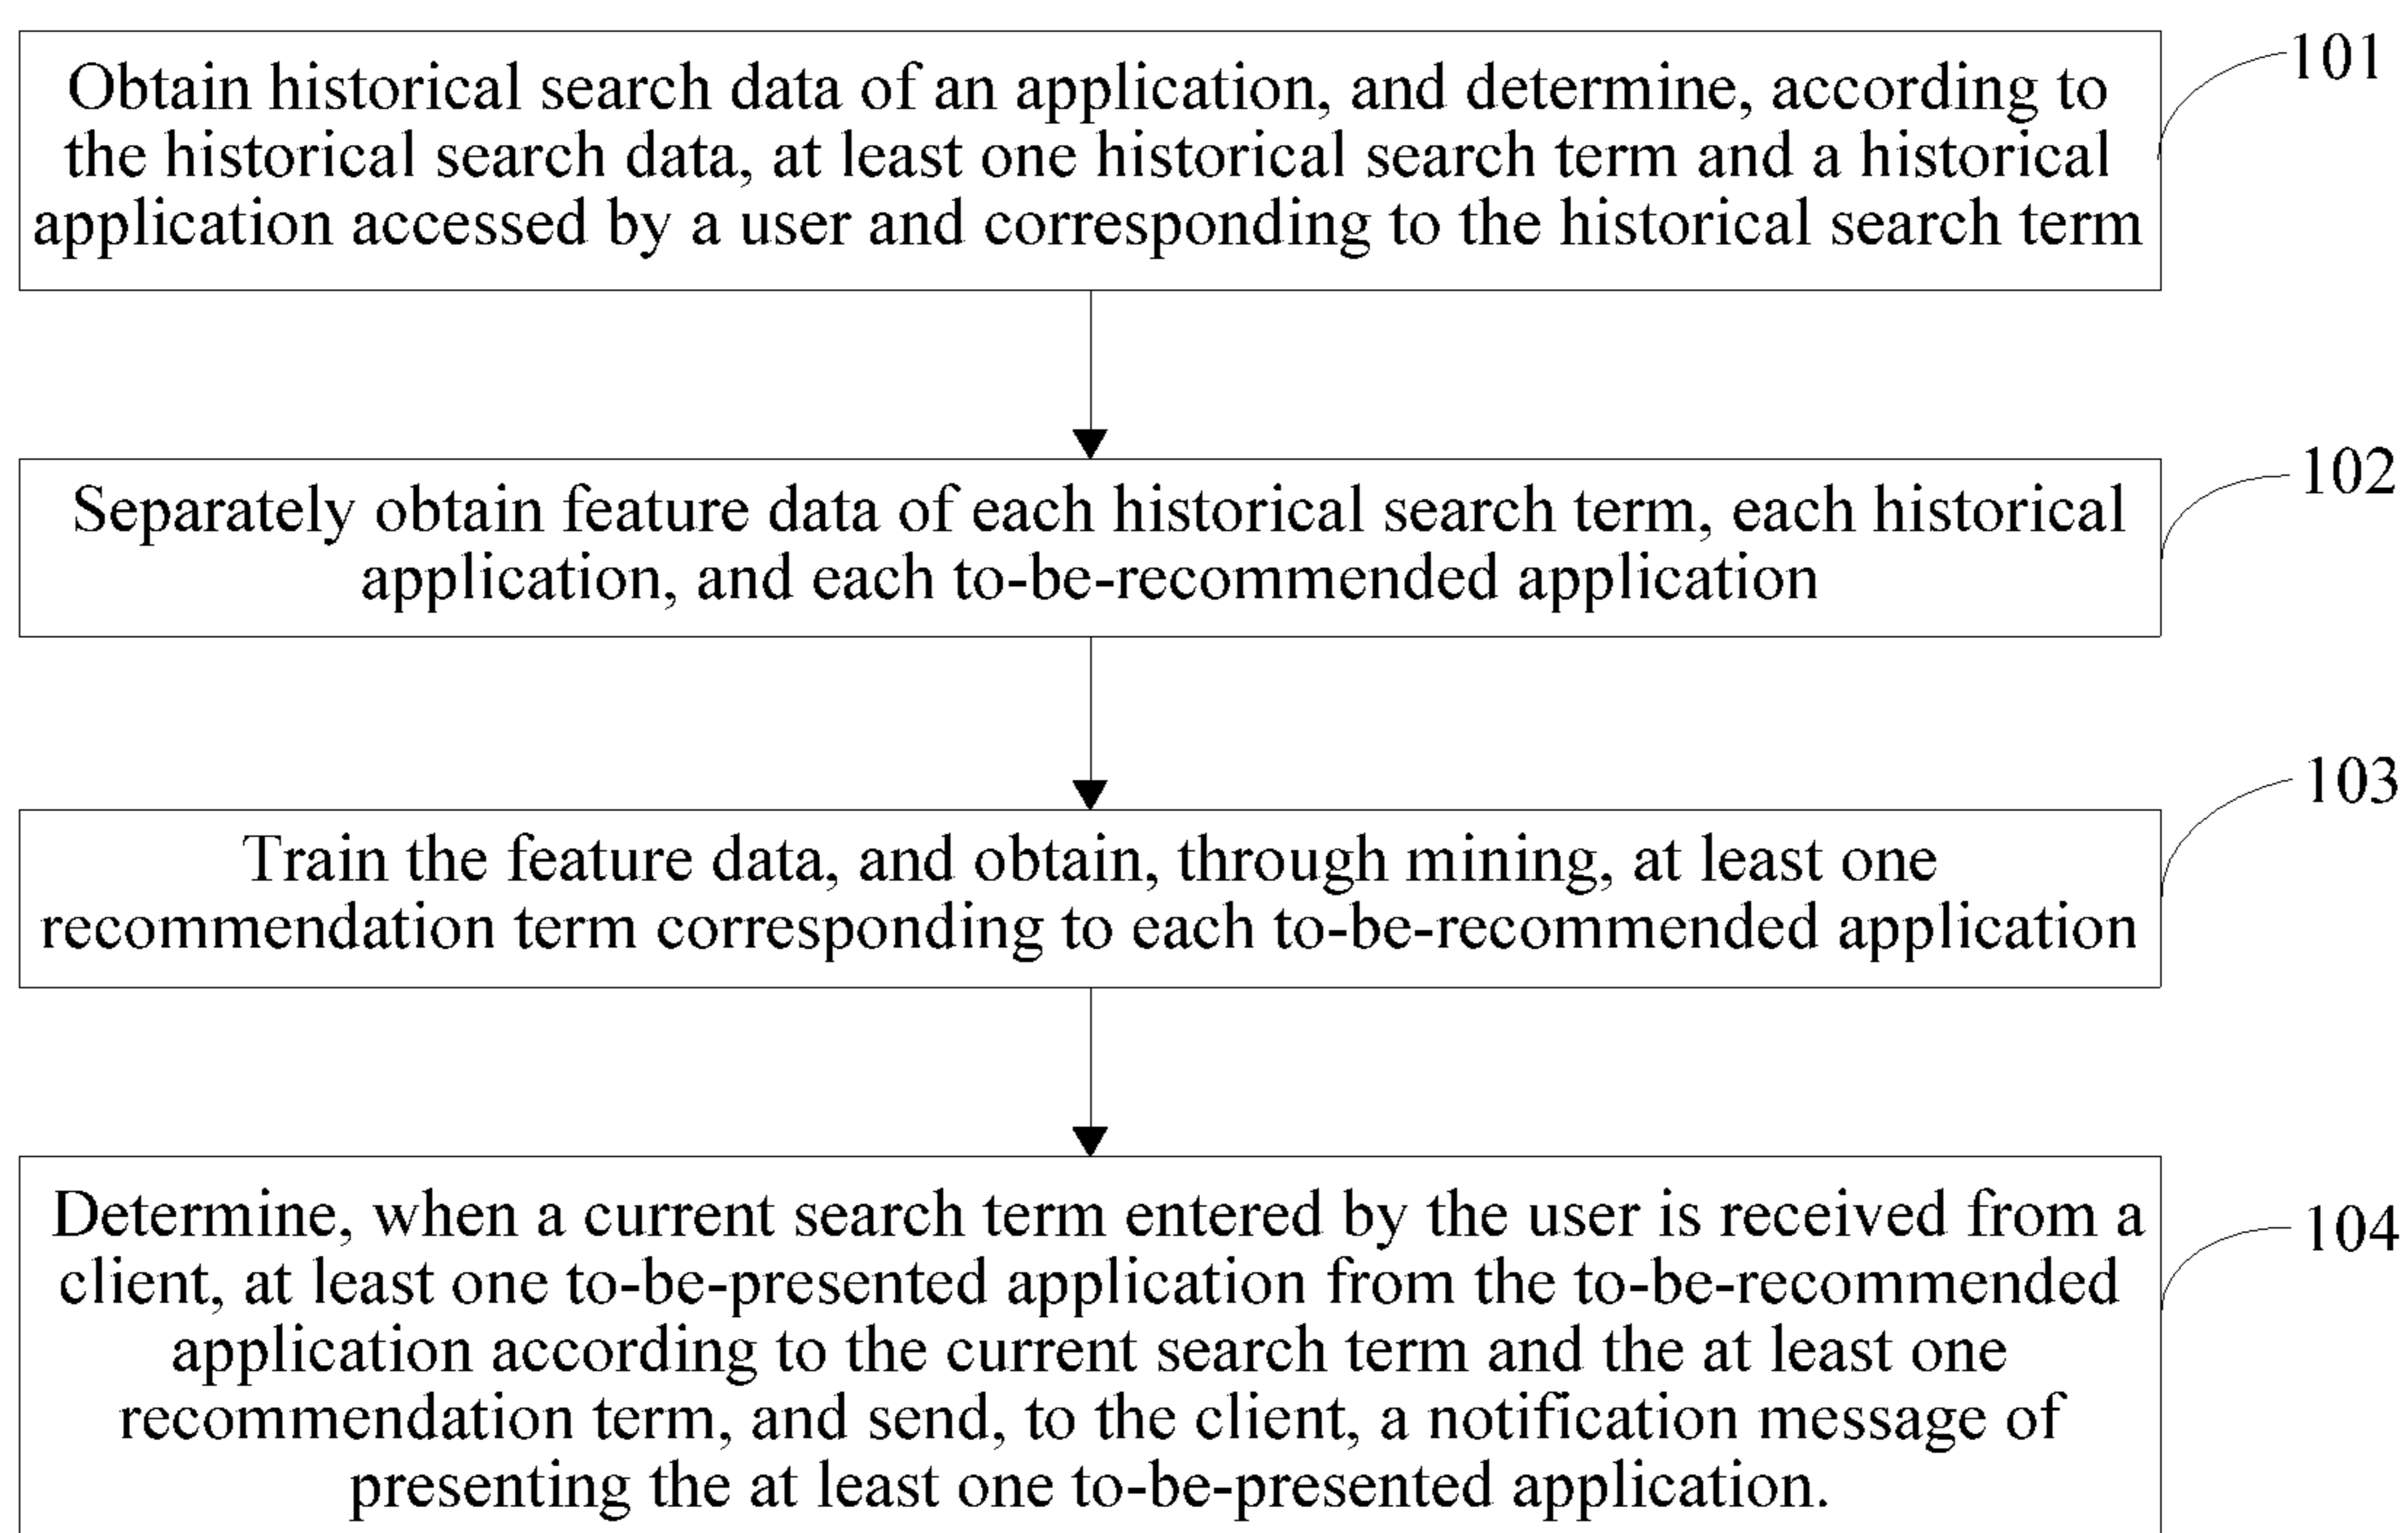 101
Obtain historical search data of an application, and determine, according to
the historical search data, at least one historical search term and a historical
application accessed by a user and corresponding to the historical search term
102
Separately obtain feature data of each historical search term, each historical
application, and each to-be-recommended application
103
Train the feature data, and obtain, through mining, at least one
recommendation term corresponding to each to-be-recommended application
104
Determine, when a current search term entered by the user is received from a
client, at least one to-be-presented application from the to-be-recommended
application according to the current search term and the at least one
recommendation term, and send, to the client, a notification message of
presenting the at least one to-be-presented application.